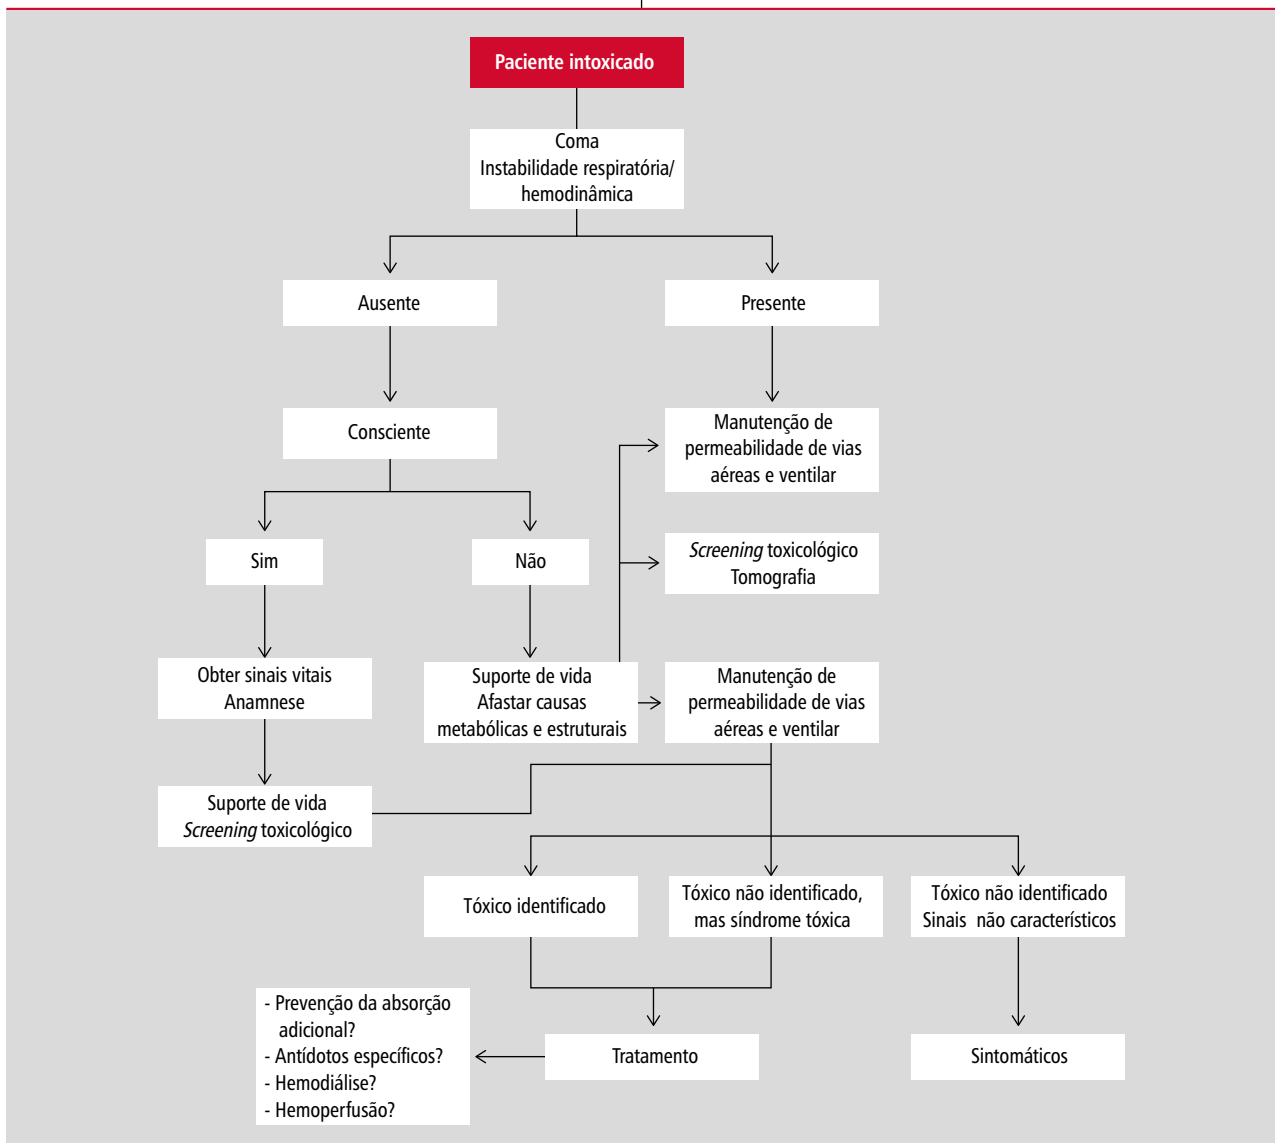 Paciente intoxicado
Coma
Instabilidade respiratória/
hemodinâmica
Ausente
Presente
Consciente
Manutenção de
permeabilidade de vias
aéreas e ventilar
Sim
Não
Screening toxicológico
Tomografia
Obter sinais vitais
Anamnese
Suporte de vida
Afastar causas
metabólicas e estruturais
Manutenção de
permeabilidade de vias
aéreas e ventilar
Suporte de vida
Screening toxicológico
Tóxico identificado
Tóxico não identificado,
mas síndrome tóxica
Tóxico não identificado
Sinais não característicos
- Prevenção da absorção
adicional?
- Antídotos específicos?
- Hemodiálise?
- Hemoperfusão?
Tratamento
Sintomáticos